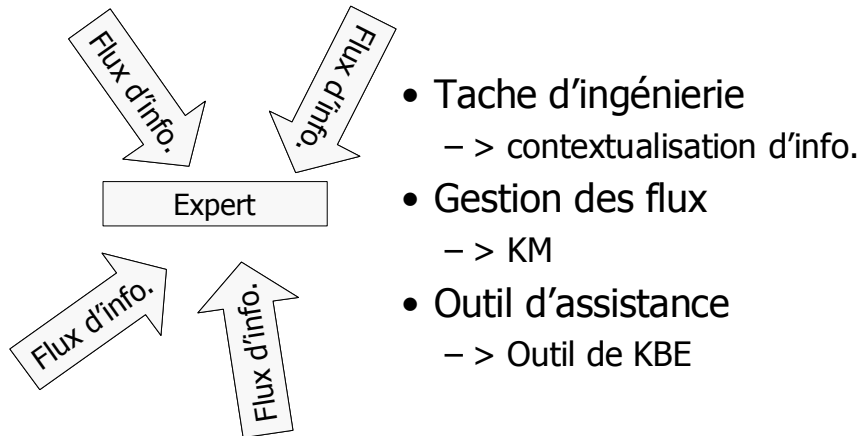 Flux d’info.
Flux d’info.
Expert
Flux d’info.
Flux d’info.
• Tache d’ingénierie
– > contextualisation d’info.
• Gestion des flux
– > KM
• Outil d’assistance
– > Outil de KBE